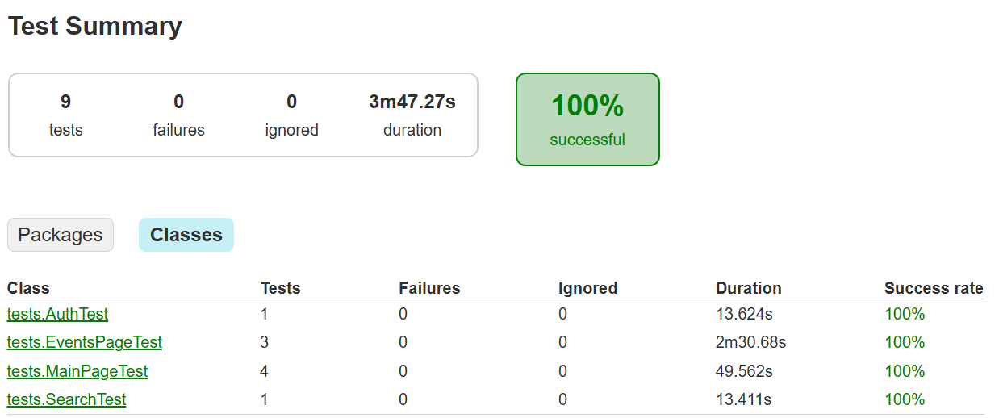 Test Summary
9 0 0 3m47.27s
tests failures ignored duration
100%
successful
Packages Classes
Class Tests Failures Ignored Duration Success rate
tests.AuthTest 1 0 0 13.624s 100%
tests.EventsPageTest 3 0 0 2m30.68s 100%
tests.MainPageTest 4 0 0 49.562s 100%
tests.SearchTest 1 0 0 13.411s 100%